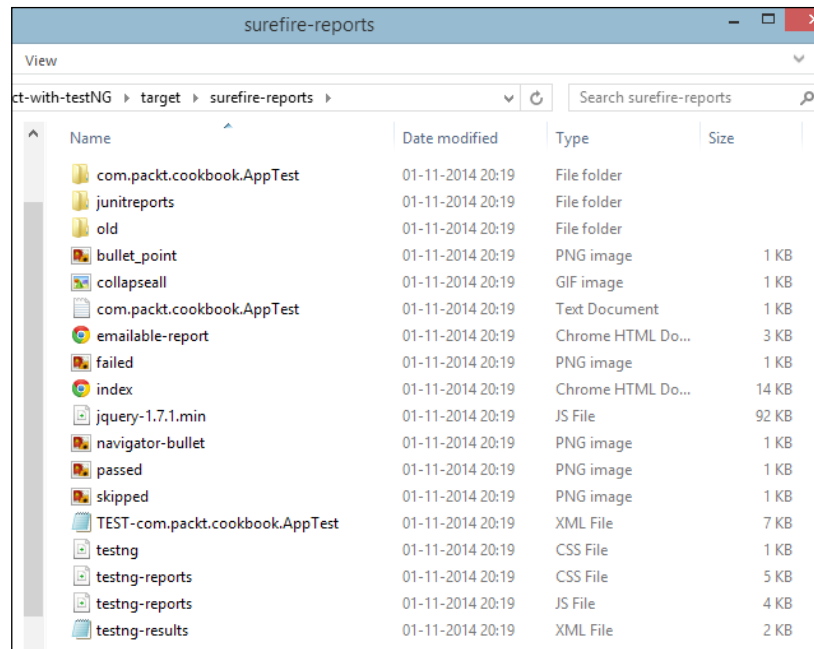 surefire-reports
View
ct-with-testNG target surefire-reports Search surefire-reports
Name Date modified Type Size
com.packt.cookbook.AppTest 01-11-2014 20:19 File folder
junitreports 01-11-2014 20:19 File folder
old 01-11-2014 20:19 File folder
bullet_point 01-11-2014 20:19 PNG image 1 KB
collapseall 01-11-2014 20:19 GIF image 1 KB
com.packt.cookbook.AppTest 01-11-2014 20:19 Text Document 1 KB
emailable-report 01-11-2014 20:19 Chrome HTML Do... 3 KB
failed 01-11-2014 20:19 PNG image 1 KB
index 01-11-2014 20:19 Chrome HTML Do... 14 KB
jquery-1.7.1.min 01-11-2014 20:19 JS File 92 KB
navigator-bullet 01-11-2014 20:19 PNG image 1 KB
passed 01-11-2014 20:19 PNG image 1 KB
skipped 01-11-2014 20:19 PNG image 1 KB
TEST-com.packt.cookbook.AppTest 01-11-2014 20:19 XML File 7 KB
testng 01-11-2014 20:19 CSS File 1 KB
testng-reports 01-11-2014 20:19 CSS File 5 KB
testng-reports 01-11-2014 20:19 JS File 4 KB
testng-results 01-11-2014 20:19 XML File 2 KB